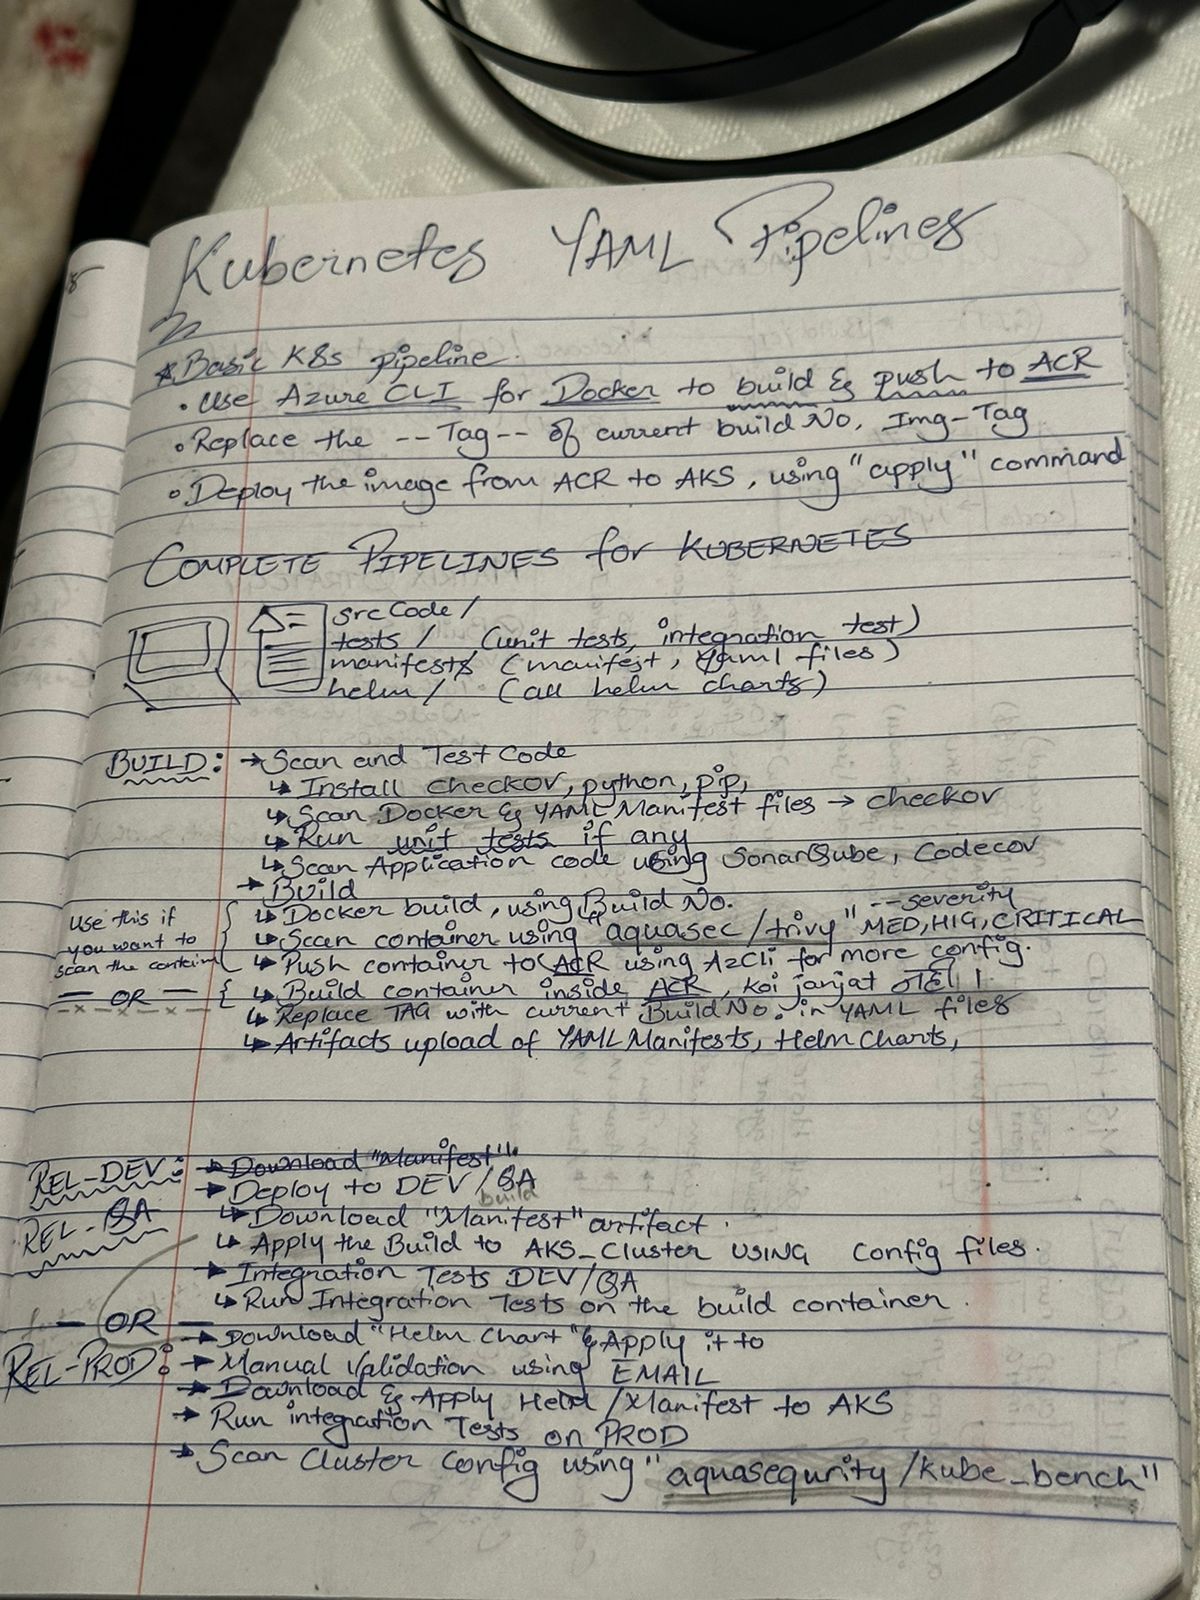 Kubernetes YAML Pipelines
* Basic K8s pipeline.
• Use Azure CLI for Docker to build & push to ACR
• Replace the --Tag-- of current build No, Img-Tag
• Deploy the image from ACR to AKS, using "apply" command
COMPLETE PIPELINES for KUBERNETES
src Code/
tests/ (unit tests, integration test)
manifests/ (manifest, Yaml files)
helm/ (all helm charts)
BUILD: → Scan and Test Code
↳ Install checkov, python, pip,
↳ Scan Docker & YAML Manifest files → checkov
↳ Run unit tests if any
↳ Scan Application code using SonarQube, Codecov
→ Build
↳ Docker build, using Build No.
↳ Scan container using "aquasec/trivy" --severity MED,HIG,CRITICAL
↳ Push container to ACR using AzCli for more config.
Use this if
you want to
scan the contein
— OR —
↳ Build container inside ACR, koi janjat नही।
↳ Replace TAG with current Build No. in YAML files
↳ Artifacts upload of YAML Manifests, Helm Charts,
REL-DEV: → Download "Manifest"
REL-QA
→ Deploy to DEV/QA
↳ Download "Manifest" build artifact.
↳ Apply the Build to AKS_Cluster USING Config files.
→ Integration Tests DEV/QA
↳ Run Integration Tests on the build container.
— OR —
→ Download "Helm Chart" & Apply it to
REL-PROD: → Manual Validation using EMAIL
→ Download & Apply Helm/Manifest to AKS
→ Run integration Tests on PROD
→ Scan Cluster Config using "aquasequrity/kube_bench"